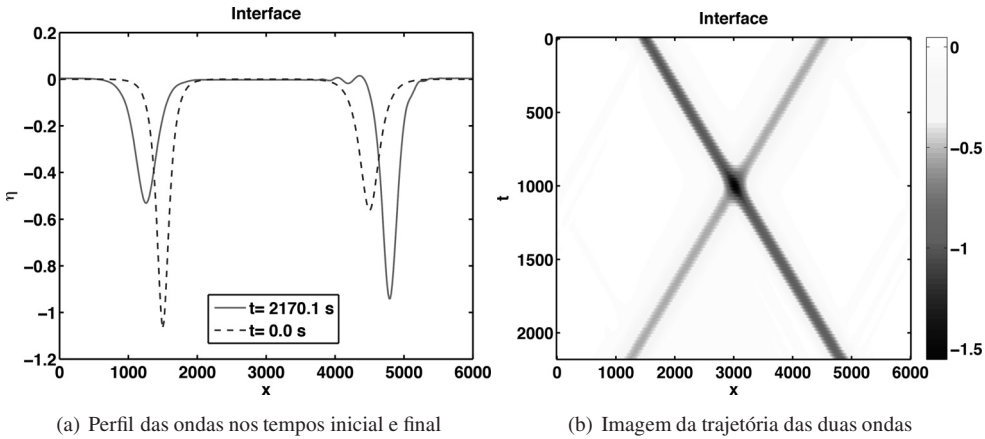 Interface
0.2
0
−0.2
−0.4
−0.6
−0.8
−1
−1.2
η
0 1000 2000 3000 4000 5000 6000
x
t= 2170.1 s
t= 0.0 s
(a) Perfil das ondas nos tempos inicial e final
Interface
0
500
1000
1500
2000
t
0 1000 2000 3000 4000 5000 6000
x
0
−0.5
−1
−1.5
(b) Imagem da trajetória das duas ondas